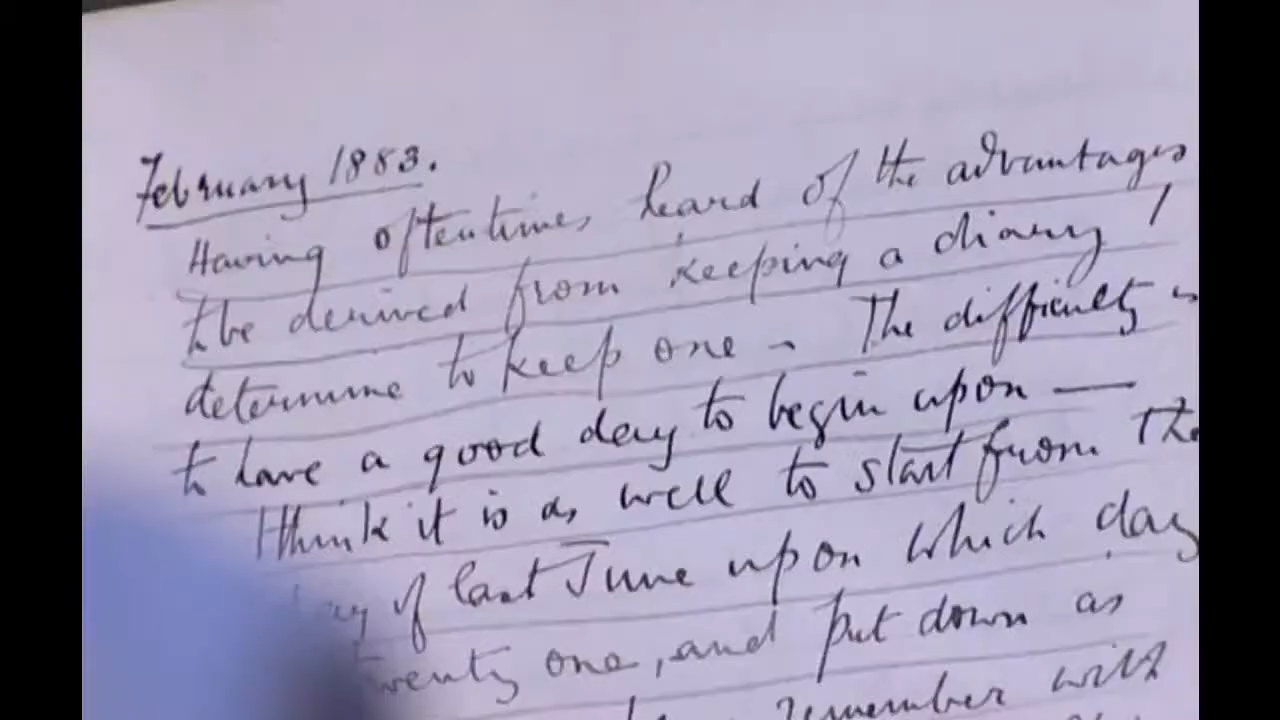 February 1883.
Having oftentimes heard of the advantages
to be derived from keeping a diary I
determine to keep one - The difficulty is
to have a good day to begin upon —
I think it is as well to start from the
day of last June upon which day
twenty one, and put down as
remember with